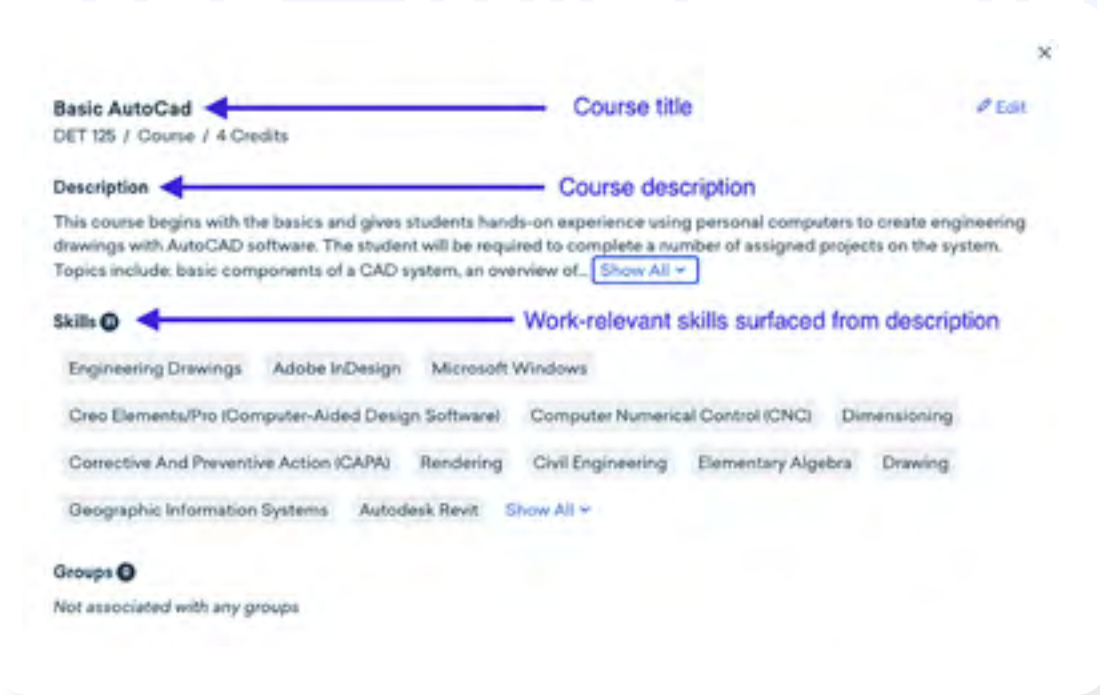 Basic AutoCad
Course title
Edit
DET 125 / Course / 4 Credits
Description
Course description
This course begins with the basics and gives students hands-on experience using personal computers to create engineering
drawings with AutoCAD software. The student will be required to complete a number of assigned projects on the system.
Topics include: basic components of a CAD system, an overview of... Show All
Skills
Work-relevant skills surfaced from description
Engineering Drawings Adobe InDesign Microsoft Windows
Creo Elements/Pro (Computer-Aided Design Software) Computer Numerical Control (CNC) Dimensioning
Corrective And Preventive Action (CAPA) Rendering Civil Engineering Elementary Algebra Drawing
Geographic Information Systems Autodesk Revit Show All
Groups 0
Not associated with any groups